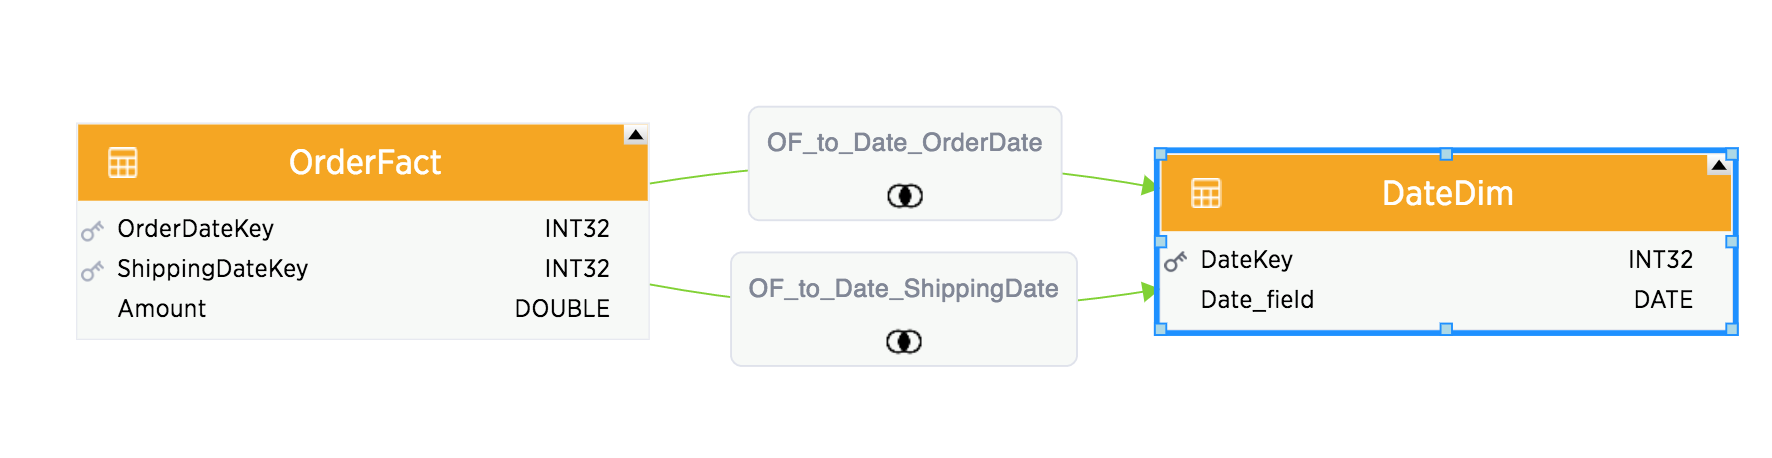 OrderFact
OrderDateKey INT32
ShippingDateKey INT32
Amount DOUBLE
OF_to_Date_OrderDate
OF_to_Date_ShippingDate
DateDim
DateKey INT32
Date_field DATE